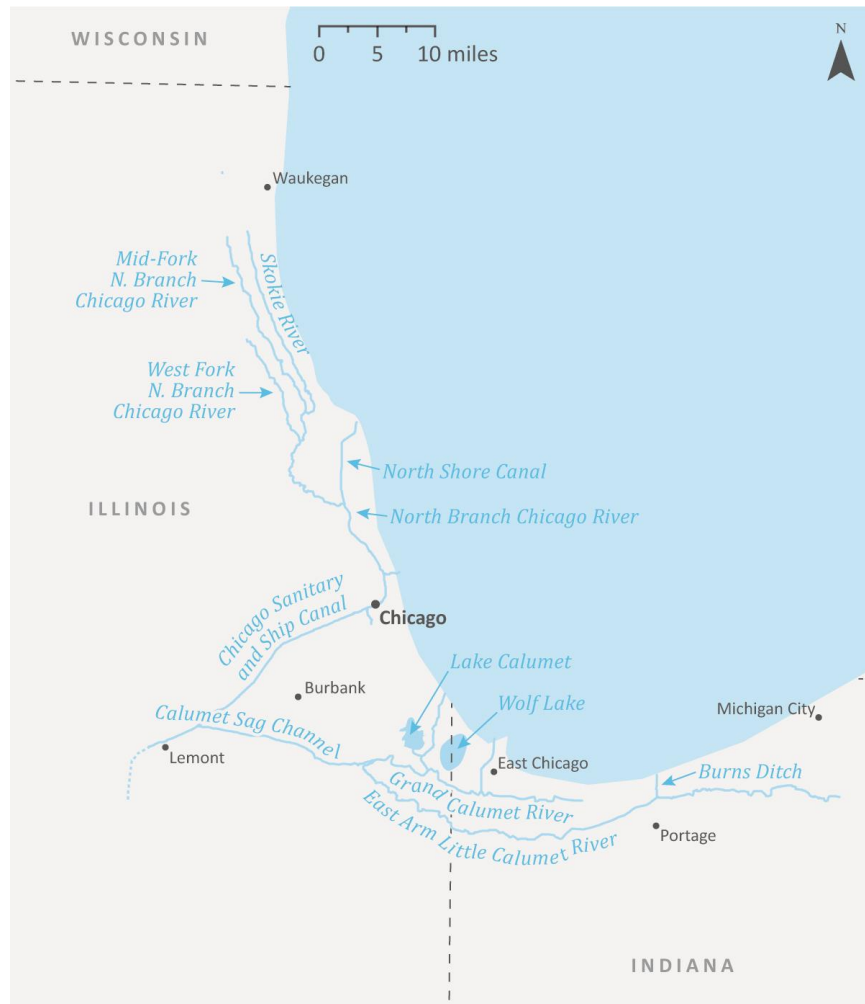 WISCONSIN
0 5 10 miles
N
Waukegan
Mid-Fork
N. Branch
Chicago River
Skokie River
West Fork
N. Branch
Chicago River
North Shore Canal
ILLINOIS
North Branch Chicago River
Chicago Sanitary
and Ship Canal
Chicago
Lake Calumet
Burbank
Wolf Lake
Michigan City
Calumet Sag Channel
Lemont
East Chicago
Burns Ditch
Grand Calumet River
East Arm Little Calumet River
Portage
INDIANA